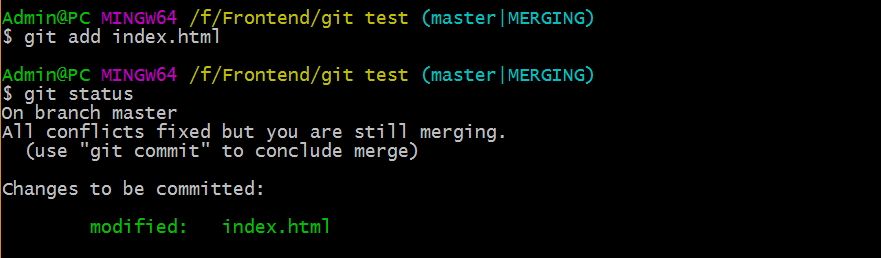 Admin@PC MINGW64 /f/Frontend/git test (master|MERGING)
$ git add index.html
Admin@PC MINGW64 /f/Frontend/git test (master|MERGING)
$ git status
On branch master
All conflicts fixed but you are still merging.
  (use "git commit" to conclude merge)
Changes to be committed:
        modified:   index.html